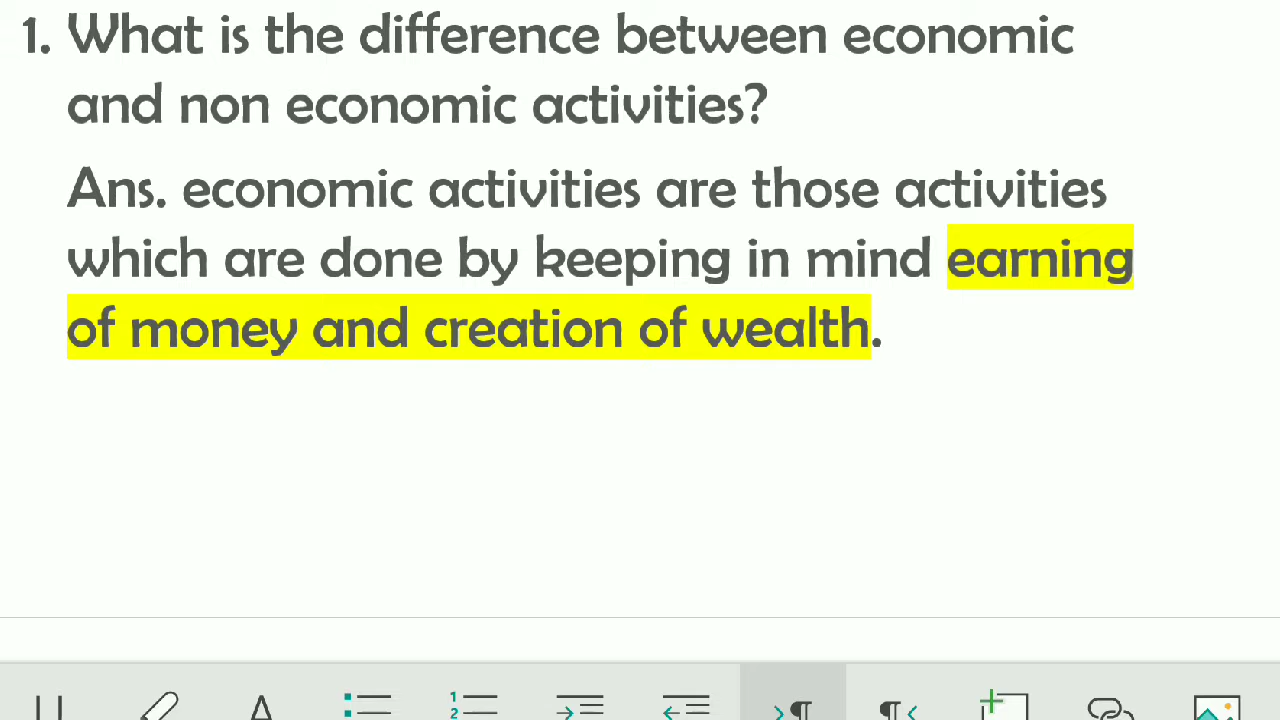 1. What is the difference between economic
and non economic activities?
Ans. economic activities are those activities
which are done by keeping in mind earning
of money and creation of wealth.